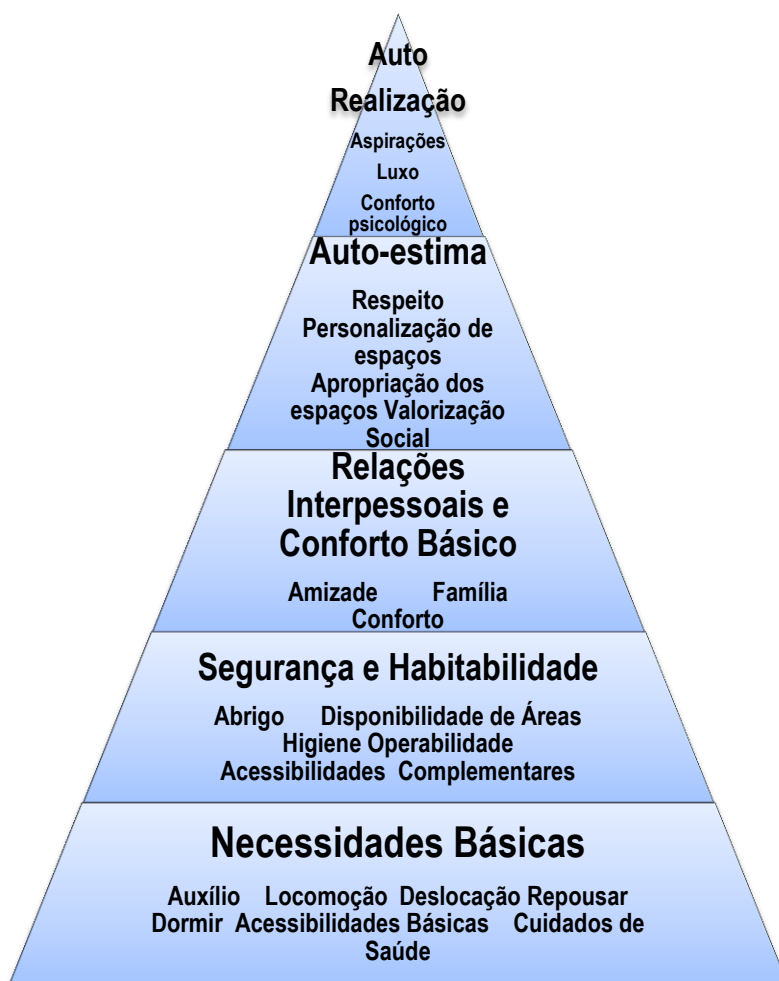 Auto
Realização
Aspirações
Luxo
Conforto
psicológico
Auto-estima
Respeito
Personalização de
espaços
Apropriação dos
espaços Valorização
Social
Relações
Interpessoais e
Conforto Básico
Amizade Família
Conforto
Segurança e Habitabilidade
Abrigo Disponibilidade de Áreas
Higiene Operabilidade
Acessibilidades Complementares
Necessidades Básicas
Auxílio Locomoção Deslocação Repousar
Dormir Acessibilidades Básicas Cuidados de
Saúde